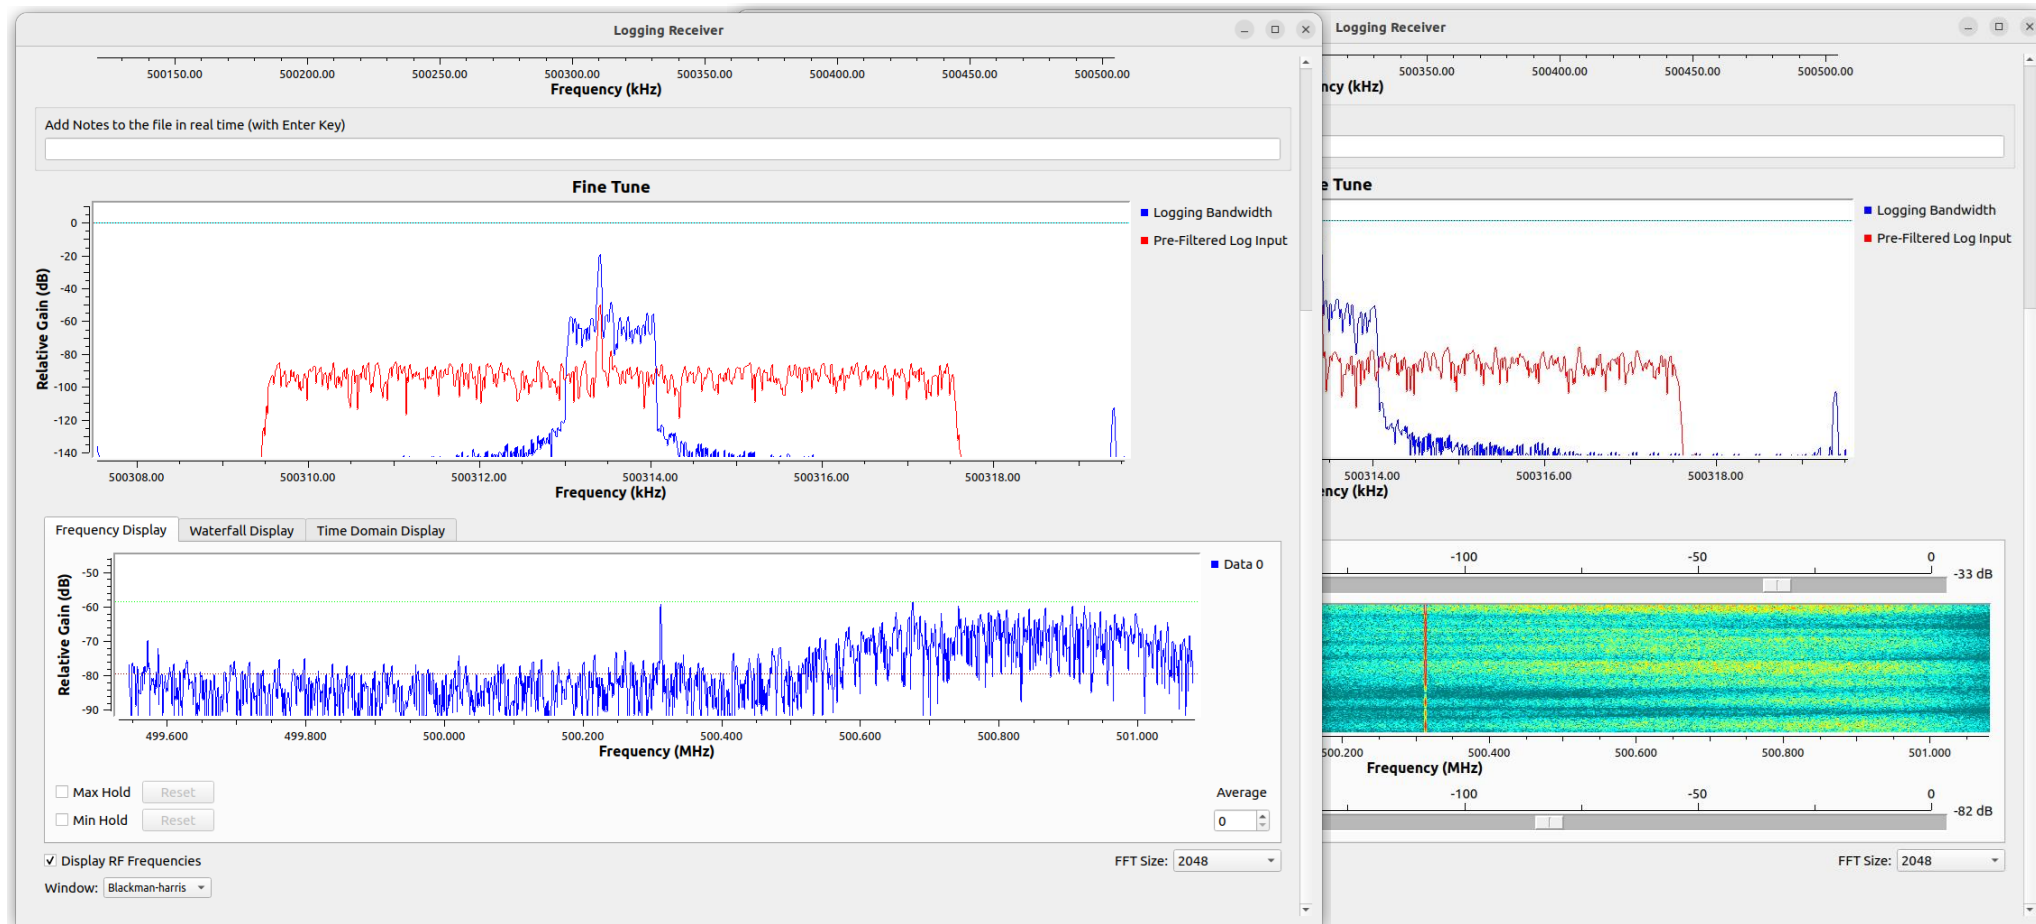 Logging Receiver
500150.00 500200.00 500250.00 500300.00 500350.00 500400.00 500450.00 500500.00
Frequency (kHz)
Add Notes to the file in real time (with Enter Key)
Fine Tune
Relative Gain (dB)
0
-20
-40
-60
-80
-100
-120
-140
Logging Bandwidth
Pre-Filtered Log Input
500308.00 500310.00 500312.00 500314.00 500316.00 500318.00
Frequency (kHz)
Frequency Display Waterfall Display Time Domain Display
Relative Gain (dB)
-50
-60
-70
-80
-90
Data 0
499.600 499.800 500.000 500.200 500.400 500.600 500.800 501.000
Frequency (MHz)
Max Hold Reset
Min Hold Reset
Average
0
Display RF Frequencies
FFT Size: 2048
Window: Blackman-harris
Logging Receiver
500350.00 500400.00 500450.00 500500.00
ncy (kHz)
e Tune
Logging Bandwidth
Pre-Filtered Log Input
500314.00 500316.00 500318.00
ency (kHz)
-100 -50 0
-33 dB
500.200 500.400 500.600 500.800 501.000
Frequency (MHz)
-100 -50 0
-82 dB
FFT Size: 2048